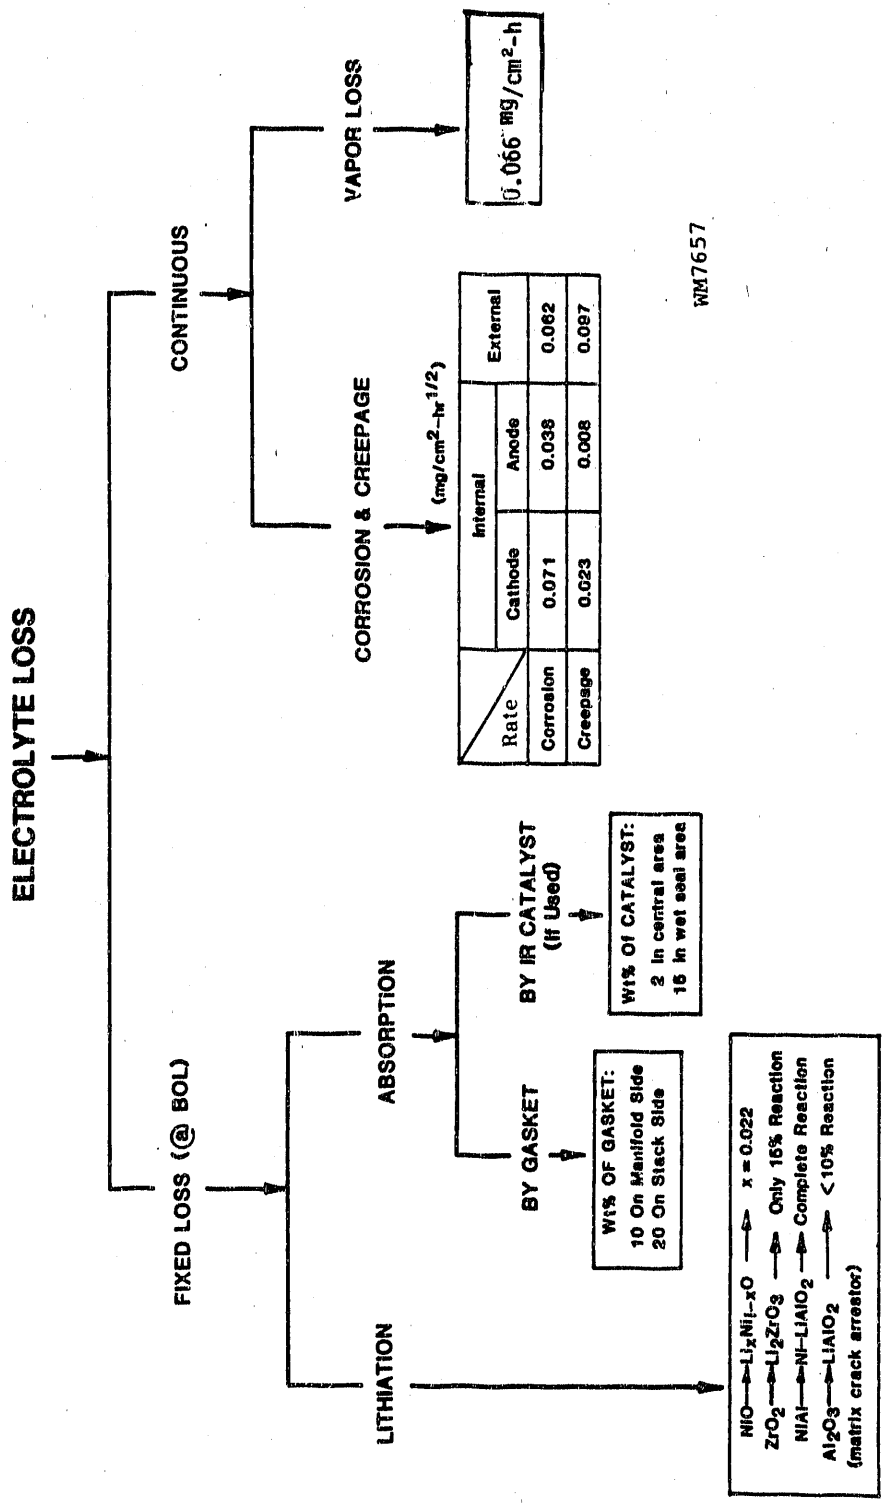 ELECTROLYTE LOSS
FIXED LOSS (@ BOL)
CONTINUOUS
LITHIATION
ABSORPTION
CORROSION & CREEPAGE
VAPOR LOSS
BY GASKET
BY IR CATALYST
(If Used)
(mg/cm²-hr^1/2)
0.066 mg/cm²-h
Wt% OF GASKET:
10 On Manifold Side
20 On Stack Side
Wt% Of CATALYST:
2 In central area
15 In wet seal area
Rate Internal External
Cathode Anode
Corrosion 0.071 0.038 0.062
Creepage 0.023 0.008 0.097
NiO→LiₓNi₁₋ₓO → x = 0.022
ZrO₂→Li₂ZrO₃ → Only 15% Reaction
NiAl→Ni-LiAlO₂→Complete Reaction
Al₂O₃→LiAlO₂ → <10% Reaction
(matrix crack arrestor)
WM7657